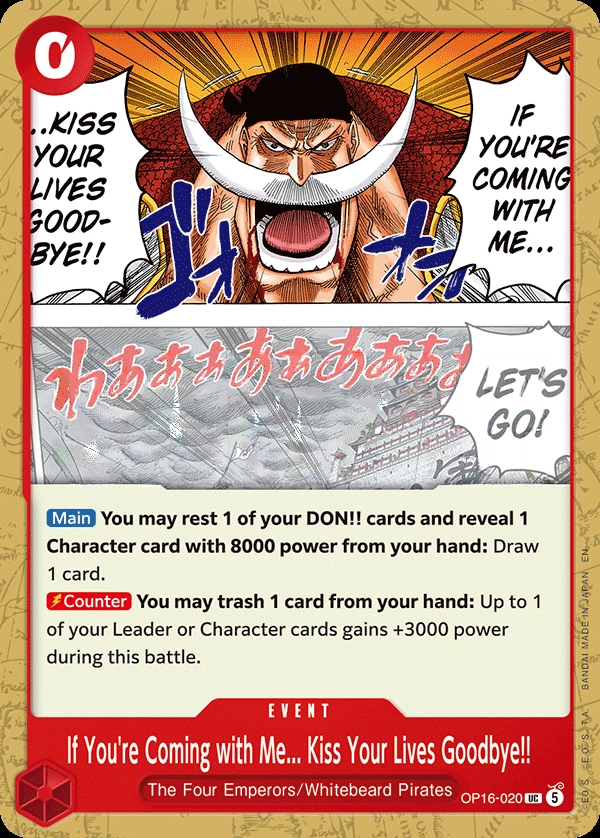 0
..KISS
YOUR
LIVES
GOOD-
BYE!!
IF
YOU'RE
COMING
WITH
ME...
ゴォオオ
わあああああああぁ
LET'S
GO!
Main You may rest 1 of your DON!! cards and reveal 1
Character card with 8000 power from your hand: Draw
1 card.
Counter You may trash 1 card from your hand: Up to 1
of your Leader or Character cards gains +3000 power
during this battle.
EVENT
If You're Coming with Me... Kiss Your Lives Goodbye!!
The Four Emperors/Whitebeard Pirates
OP16-020 UC 5
E.O.S. E.O.S.T.A. BANDAI MADE IN JAPAN EN